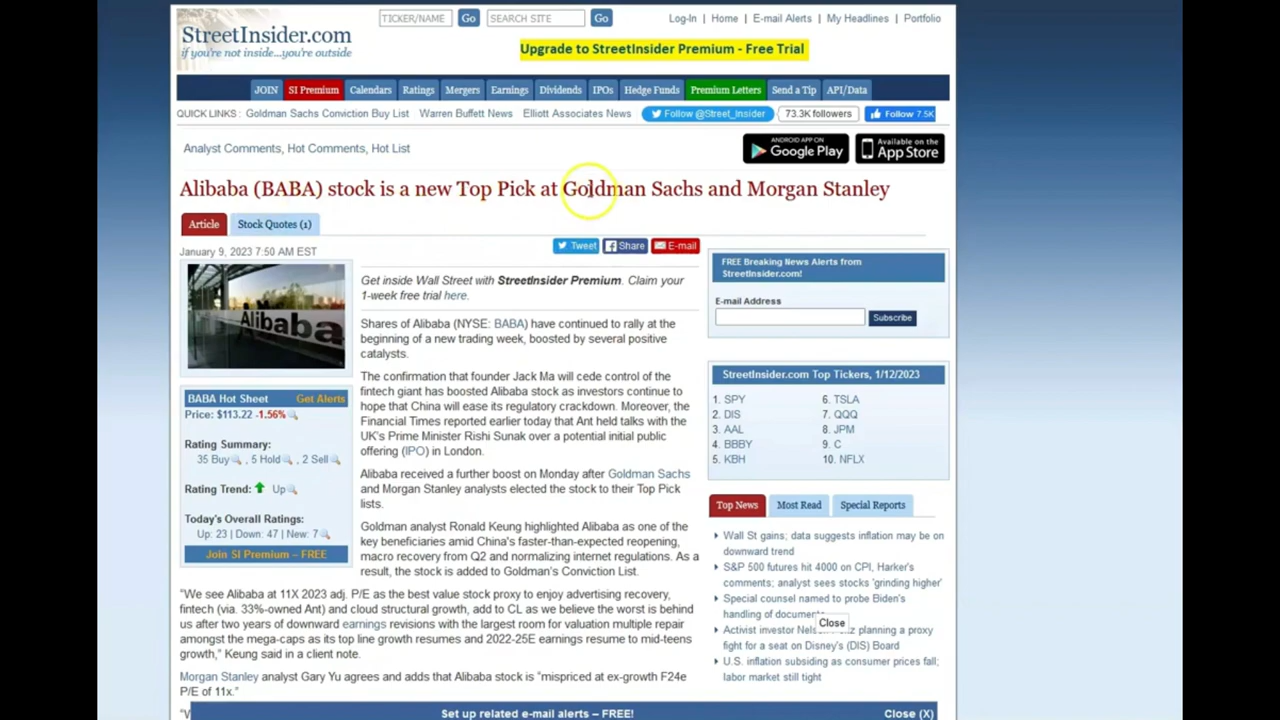 StreetInsider.com
if you're not inside...you're outside
TICKER/NAME Go SEARCH SITE Go
Log-In | Home | E-mail Alerts | My Headlines | Portfolio
Upgrade to StreetInsider Premium - Free Trial
JOIN SI Premium Calendars Ratings Mergers Earnings Dividends IPOs Hedge Funds Premium Letters Send a Tip API/Data
QUICK LINKS : Goldman Sachs Conviction Buy List Warren Buffett News Elliott Associates News Follow @Street_Insider 73.3K followers Follow 7.5K
Analyst Comments, Hot Comments, Hot List
ANDROID APP ON
Google Play
Available on the
App Store
Alibaba (BABA) stock is a new Top Pick at Goldman Sachs and Morgan Stanley
Article Stock Quotes (1)
January 9, 2023 7:50 AM EST
Tweet Share E-mail
Alibaba
Get inside Wall Street with StreetInsider Premium. Claim your
1-week free trial here.
Shares of Alibaba (NYSE: BABA) have continued to rally at the
beginning of a new trading week, boosted by several positive
catalysts.
The confirmation that founder Jack Ma will cede control of the
fintech giant has boosted Alibaba stock as investors continue to
hope that China will ease its regulatory crackdown. Moreover, the
Financial Times reported earlier today that Ant held talks with the
UK's Prime Minister Rishi Sunak over a potential initial public
offering (IPO) in London.
Alibaba received a further boost on Monday after Goldman Sachs
and Morgan Stanley analysts elected the stock to their Top Pick
lists.
Goldman analyst Ronald Keung highlighted Alibaba as one of the
key beneficiaries amid China's faster-than-expected reopening,
macro recovery from Q2 and normalizing internet regulations. As a
result, the stock is added to Goldman's Conviction List.
BABA Hot Sheet Get Alerts
Price: $113.22 -1.56%
Rating Summary:
35 Buy, 5 Hold, 2 Sell
Rating Trend: Up
Today's Overall Ratings:
Up: 23 | Down: 47 | New: 7
Join SI Premium – FREE
"We see Alibaba at 11X 2023 adj. P/E as the best value stock proxy to enjoy advertising recovery,
fintech (via. 33%-owned Ant) and cloud structural growth, add to CL as we believe the worst is behind
us after two years of downward earnings revisions with the largest room for valuation multiple repair
amongst the mega-caps as its top line growth resumes and 2022-25E earnings resume to mid-teens
growth," Keung said in a client note.
Morgan Stanley analyst Gary Yu agrees and adds that Alibaba stock is "mispriced at ex-growth F24e
P/E of 11x."
FREE Breaking News Alerts from
StreetInsider.com!
E-mail Address
Subscribe
StreetInsider.com Top Tickers, 1/12/2023
1. SPY 6. TSLA
2. DIS 7. QQQ
3. AAL 8. JPM
4. BBBY 9. C
5. KBH 10. NFLX
Top News Most Read Special Reports
Wall St gains; data suggests inflation may be on
downward trend
S&P 500 futures hit 4000 on CPI, Harker's
comments; analyst sees stocks 'grinding higher'
Special counsel named to probe Biden's
handling of documents
Close
Activist investor planning a proxy
fight for a seat on Disney's (DIS) Board
U.S. inflation subsiding as consumer prices fall;
labor market still tight
Set up related e-mail alerts – FREE! Close (X)